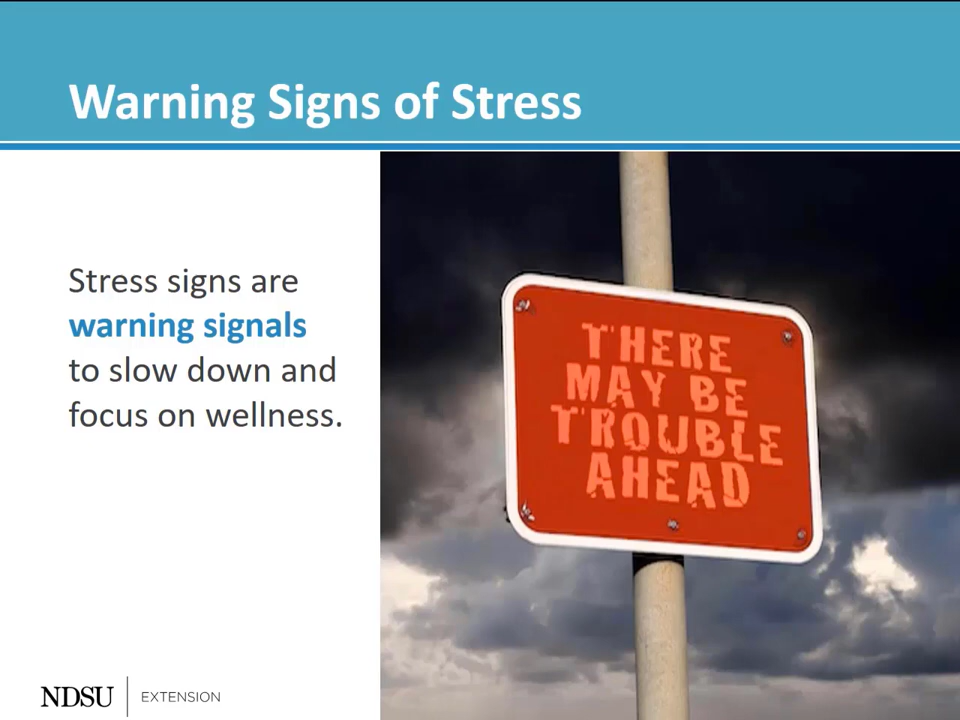 Warning Signs of Stress
Stress signs are
warning signals
to slow down and
focus on wellness.
THERE
MAY BE
TROUBLE
AHEAD
NDSU EXTENSION